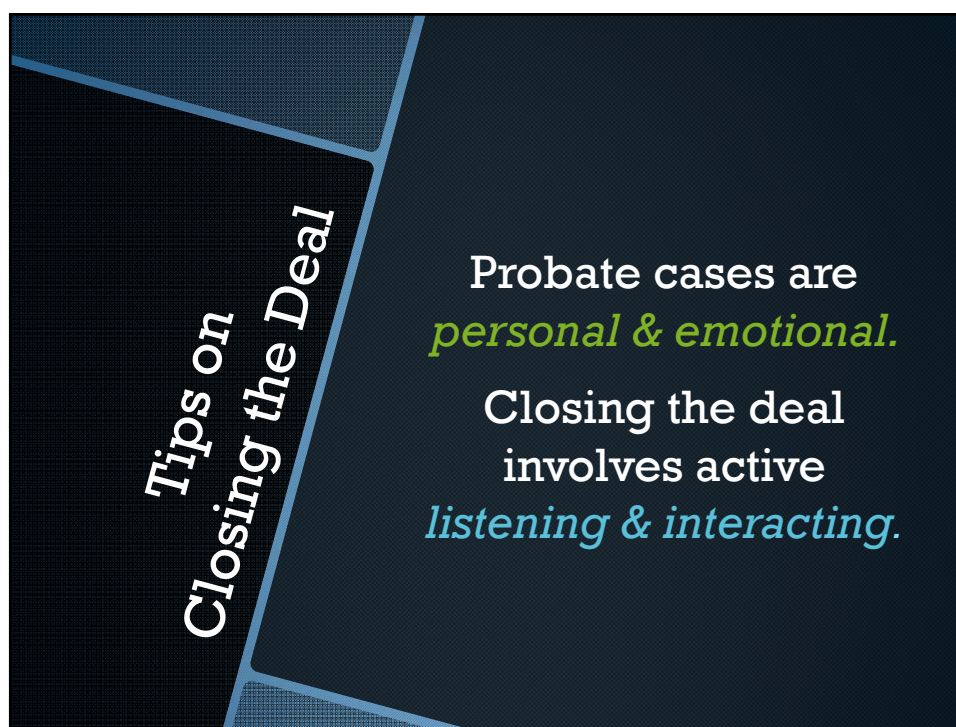 Tips on
Closing the Deal
Probate cases are
personal & emotional.
Closing the deal
involves active
listening & interacting.